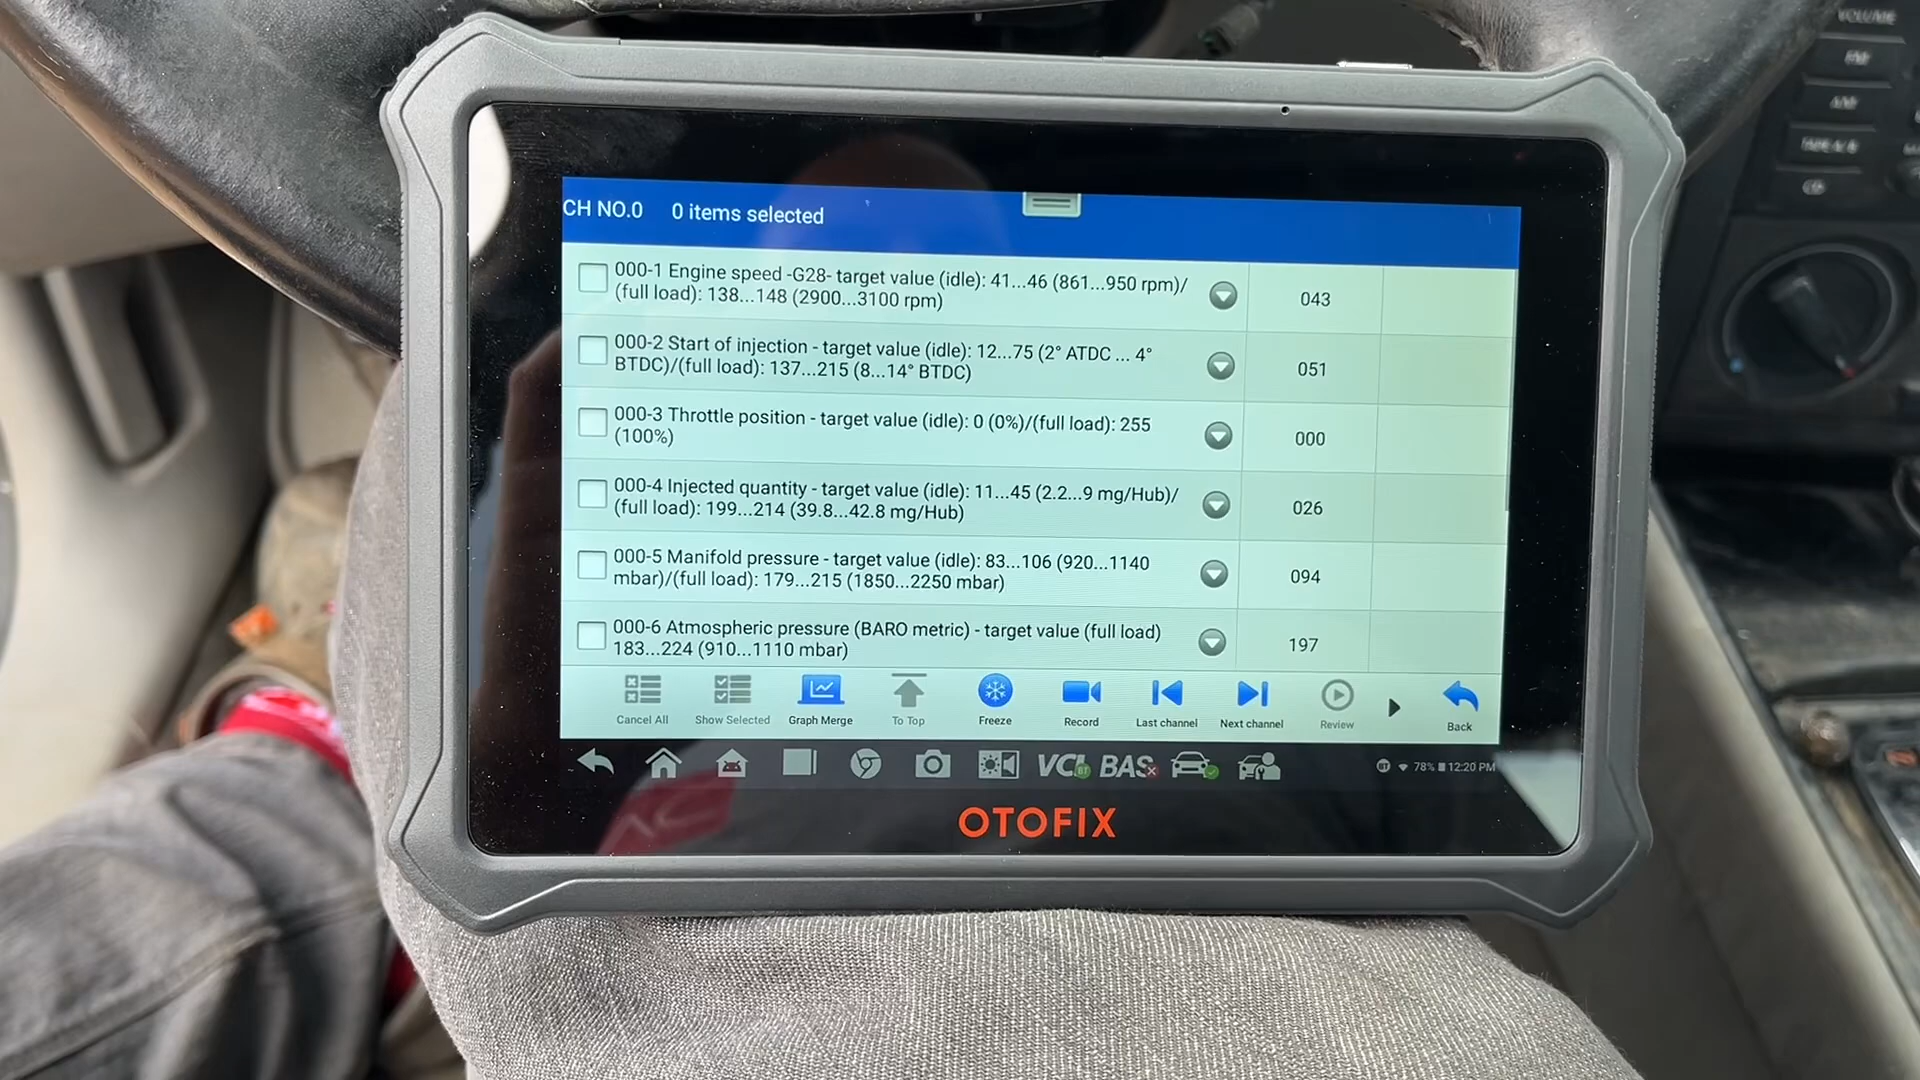 VOLUME
FM
AM
CH NO.0 0 items selected
000-1 Engine speed -G28- target value (idle): 41...46 (861...950 rpm)/
(full load): 138...148 (2900...3100 rpm)
043
000-2 Start of injection - target value (idle): 12...75 (2° ATDC ... 4°
BTDC)/(full load): 137...215 (8...14° BTDC)
051
000-3 Throttle position - target value (idle): 0 (0%)/(full load): 255
(100%)
000
000-4 Injected quantity - target value (idle): 11...45 (2.2...9 mg/Hub)/
(full load): 199...214 (39.8...42.8 mg/Hub)
026
000-5 Manifold pressure - target value (idle): 83...106 (920...1140
mbar)/(full load): 179...215 (1850...2250 mbar)
094
000-6 Atmospheric pressure (BARO metric) - target value (full load)
183...224 (910...1110 mbar)
197
Cancel All Show Selected Graph Merge To Top Freeze Record Last channel Next channel Review Back
VCI BAS 78% 12:20 PM
OTOFIX